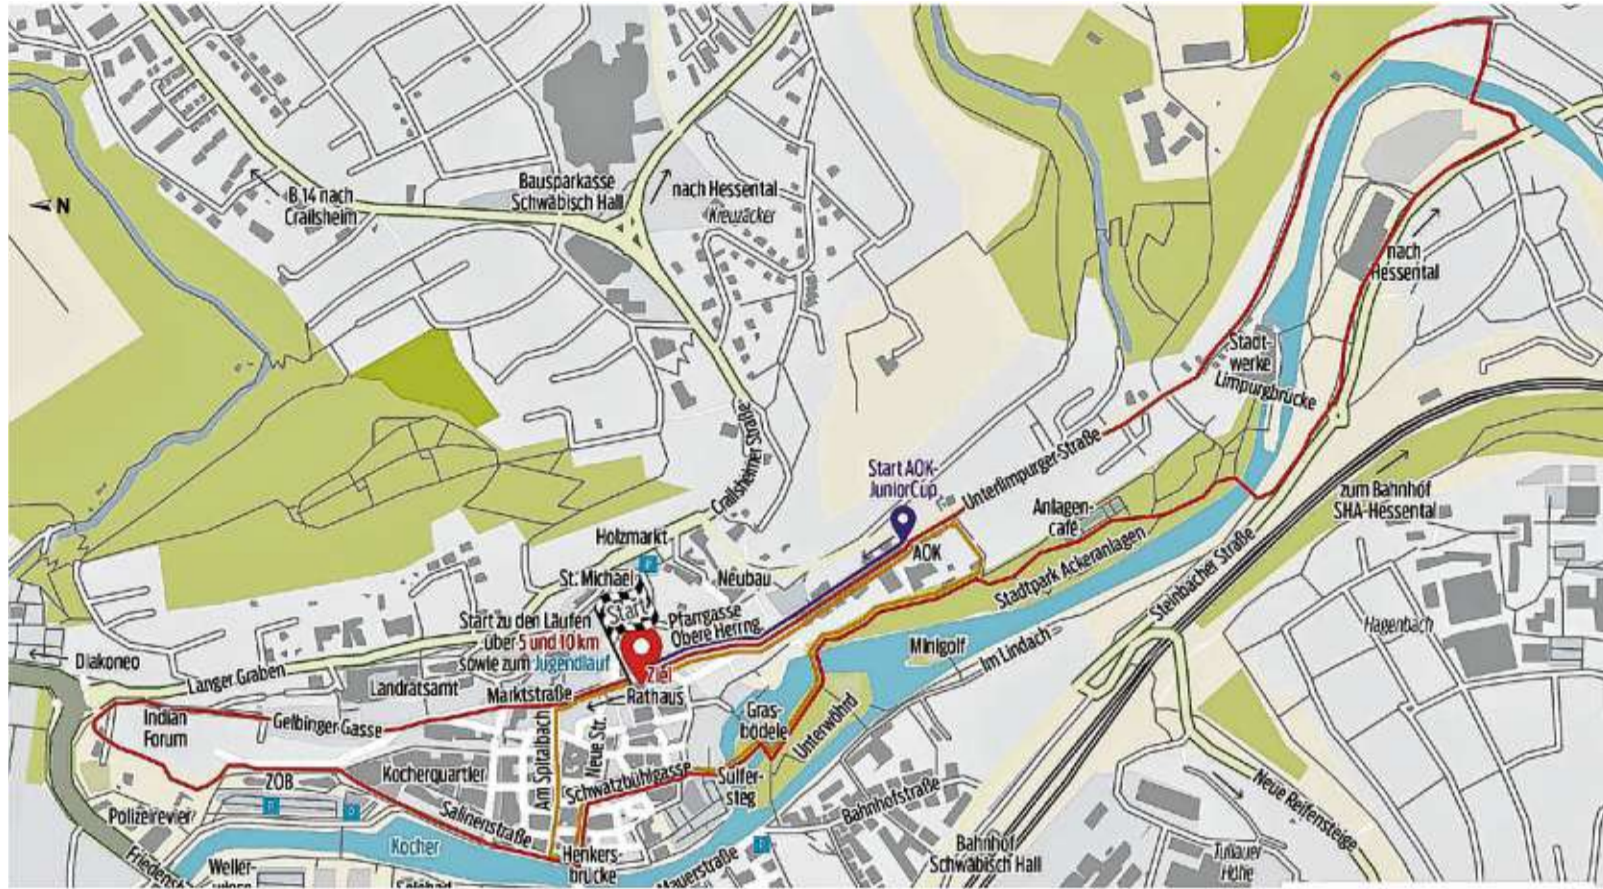 B 14 nach
Crailsheim
N
Bausparkasse
Schwäbisch Hall
nach Hessental
Kreuzäcker
nach
Hessental
Stadt-
werke
Limpurgbrücke
Crailsheimer Straße
Start AOK-
JuniorCup
Unterlimpurger Straße
Anlagen-
café
zum Bahnhof
SHA-Hessental
Holzmarkt
P
AOK
St. Michael
Neubau
Start
Start zu den Läufen
über 5 und 10 km
sowie zum Jugendlauf
Pfarrgasse
Obere Herrng.
Stadtpark Ackeranlagen
Steinbacher Straße
Hagenbach
Diakoneo
Langer Graben
Landratsamt
Marktstraße
Ziel
Rathaus
Minigolf
Im Lindach
Indian
Forum
Gelbinger Gasse
Am Spitalbach
Neue Str.
Gras-
bödele
Unterwöhrd
ZOB
Kocherquartier
Schwatzbühlgasse
Sulfer-
steg
Polizeirevier
Salinenstraße
Bahnhofstraße
Neue Reifensteige
Kocher
Henkers-
brücke
Mauerstraße
Bahnhof
Schwäbisch Hall
Tullauer
Höhe
Weller-